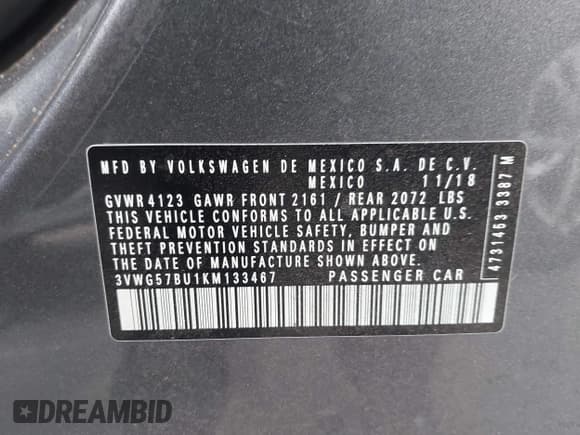 MFD BY VOLKSWAGEN DE MEXICO S.A. DE C.V.
MEXICO 11/18
GVWR 4123 GAWR FRONT 2161 / REAR 2072 LBS
THIS VEHICLE CONFORMS TO ALL APPLICABLE U.S.
FEDERAL MOTOR VEHICLE SAFETY, BUMPER AND
THEFT PREVENTION STANDARDS IN EFFECT ON
THE DATE OF MANUFACTURE SHOWN ABOVE.
3VWG57BU1KM133467 PASSENGER CAR
4731453 3387 M
DREAMBID